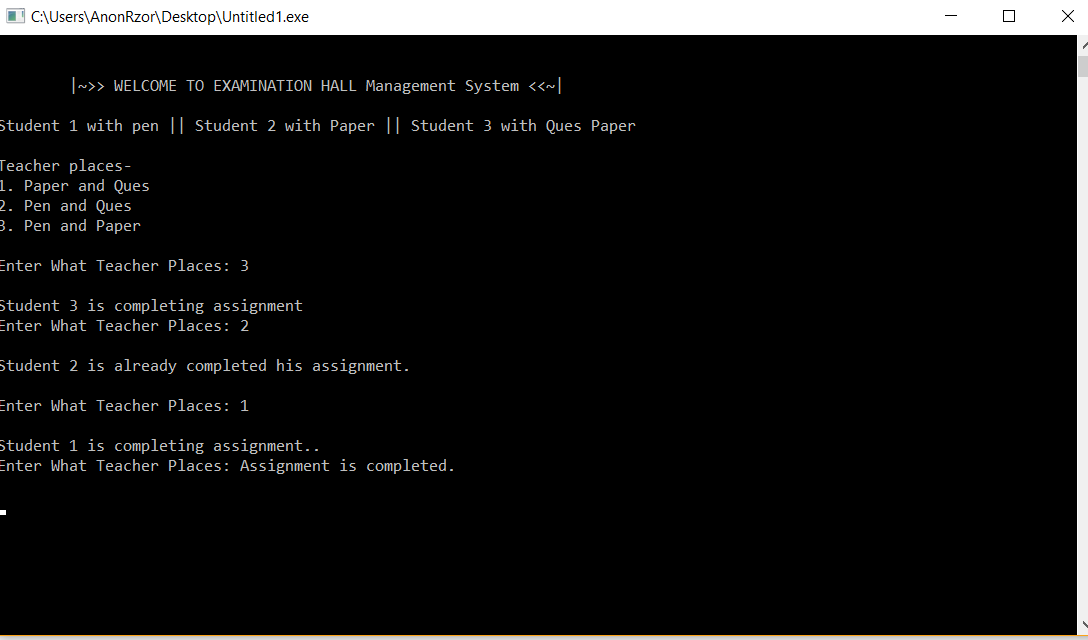 C:\Users\AnonRzor\Desktop\Untitled1.exe
|~>> WELCOME TO EXAMINATION HALL Management System <<~|
Student 1 with pen || Student 2 with Paper || Student 3 with Ques Paper
Teacher places-
1. Paper and Ques
2. Pen and Ques
3. Pen and Paper
Enter What Teacher Places: 3
Student 3 is completing assignment
Enter What Teacher Places: 2
Student 2 is already completed his assignment.
Enter What Teacher Places: 1
Student 1 is completing assignment..
Enter What Teacher Places: Assignment is completed.